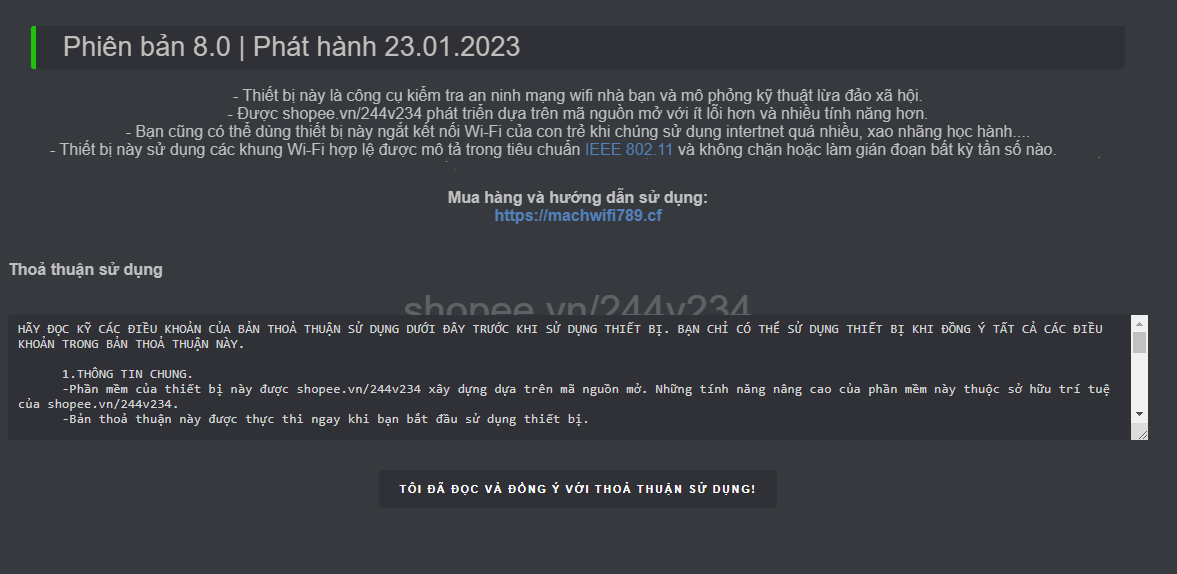 Phiên bản 8.0 | Phát hành 23.01.2023
- Thiết bị này là công cụ kiểm tra an ninh mạng wifi nhà bạn và mô phỏng kỹ thuật lừa đảo xã hội.
- Được shopee.vn/244v234 phát triển dựa trên mã nguồn mở với ít lỗi hơn và nhiều tính năng hơn.
- Bạn cũng có thể dùng thiết bị này ngắt kết nối Wi-Fi của con trẻ khi chúng sử dụng intertnet quá nhiều, xao nhãng học hành....
- Thiết bị này sử dụng các khung Wi-Fi hợp lệ được mô tả trong tiêu chuẩn IEEE 802.11 và không chặn hoặc làm gián đoạn bất kỳ tần số nào.
Mua hàng và hướng dẫn sử dụng:
https://machwifi789.cf
Thoả thuận sử dụng
shopee.vn/244v234
HÃY ĐỌC KỸ CÁC ĐIỀU KHOẢN CỦA BẢN THOẢ THUẬN SỬ DỤNG DƯỚI ĐÂY TRƯỚC KHI SỬ DỤNG THIẾT BỊ. BẠN CHỈ CÓ THỂ SỬ DỤNG THIẾT BỊ KHI ĐỒNG Ý TẤT CẢ CÁC ĐIỀU
KHOẢN TRONG BẢN THOẢ THUẬN NÀY.
1.THÔNG TIN CHUNG.
-Phần mềm của thiết bị này được shopee.vn/244v234 xây dựng dựa trên mã nguồn mở. Những tính năng nâng cao của phần mềm này thuộc sở hữu trí tuệ
của shopee.vn/244v234.
-Bản thoả thuận này được thực thi ngay khi bạn bắt đầu sử dụng thiết bị.
TÔI ĐÃ ĐỌC VÀ ĐỒNG Ý VỚI THOẢ THUẬN SỬ DỤNG!